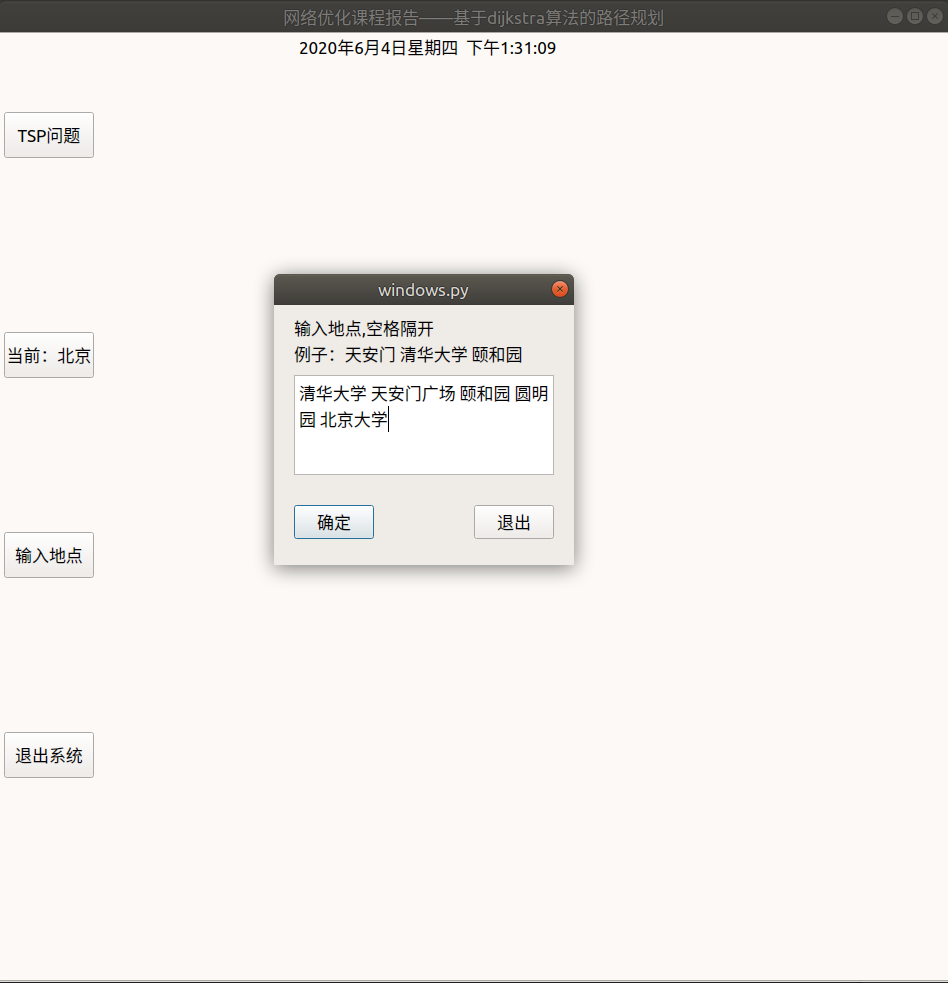 网络优化课程报告——基于dijkstra算法的路径规划
2020年6月4日星期四 下午1:31:09
TSP问题
windows.py
输入地点,空格隔开
例子：天安门 清华大学 颐和园
当前：北京
清华大学 天安门广场 颐和园 圆明
园 北京大学
确定
退出
输入地点
退出系统